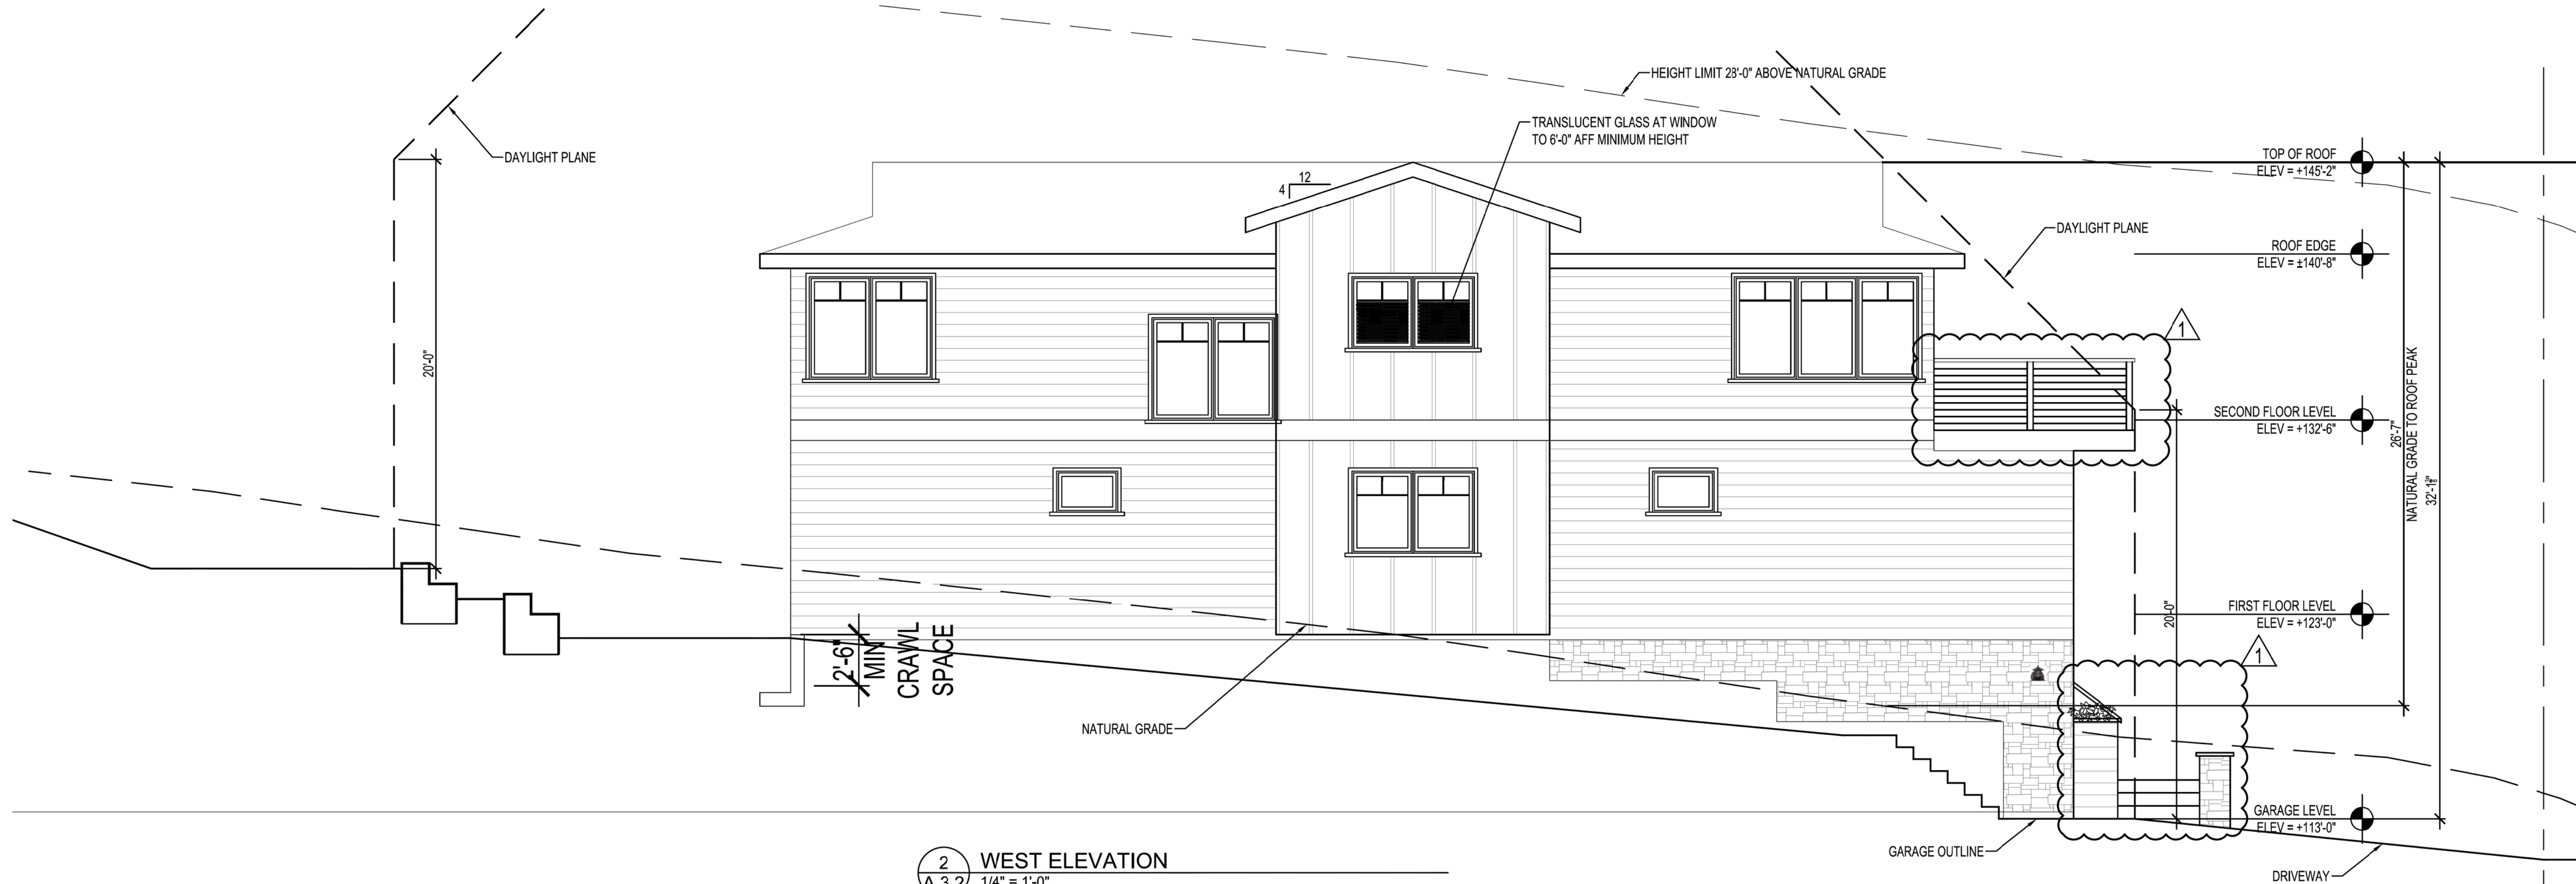 HEIGHT LIMIT 28'-0" ABOVE NATURAL GRADE
TRANSLUCENT GLASS AT WINDOW
TO 6'-0" AFF MINIMUM HEIGHT
DAYLIGHT PLANE
12
4
TOP OF ROOF
ELEV = +145'-2"
DAYLIGHT PLANE
ROOF EDGE
ELEV = ±140'-8"
20'-0"
1
SECOND FLOOR LEVEL
ELEV = +132'-6"
26'-7"
NATURAL GRADE TO ROOF PEAK
32'-1⅜"
FIRST FLOOR LEVEL
ELEV = +123'-0"
20'-0"
1
2'-6"
MIN
CRAWL
SPACE
NATURAL GRADE
GARAGE LEVEL
ELEV = +113'-0"
GARAGE OUTLINE
DRIVEWAY
2
A 3.2
WEST ELEVATION
1/4" = 1'-0"